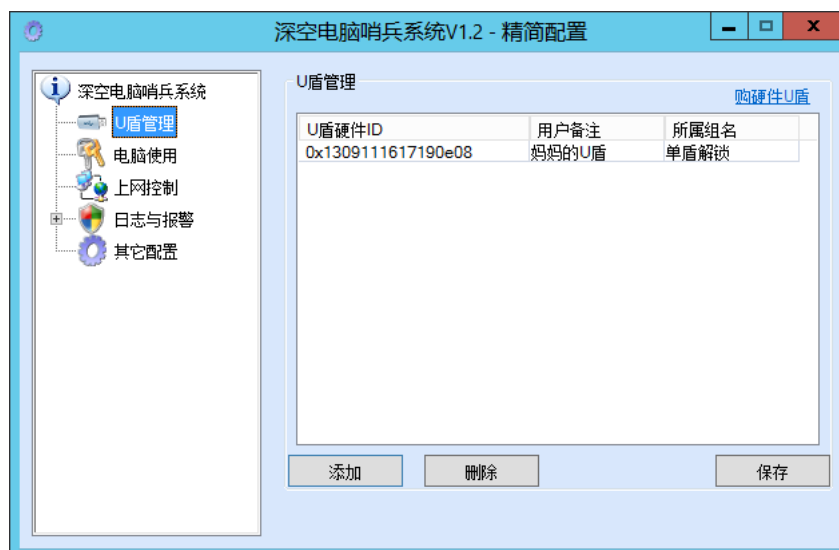 深空电脑哨兵系统V1.2 - 精简配置
深空电脑哨兵系统
U盾管理
电脑使用
上网控制
日志与报警
其它配置
U盾管理
购硬件U盾
U盾硬件ID 用户备注 所属组名
0x1309111617190e08 妈妈的U盾 单盾解锁
添加 删除 保存